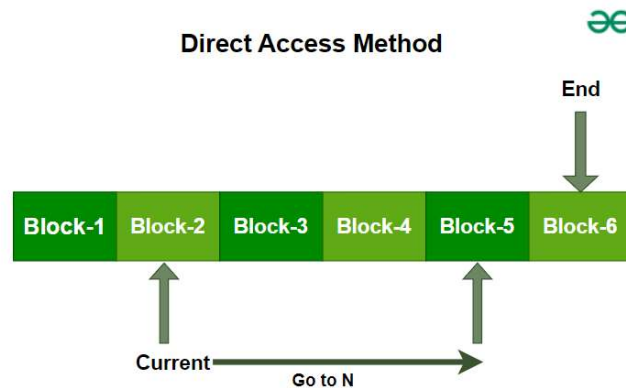 Direct Access Method
End
Block-1 Block-2 Block-3 Block-4 Block-5 Block-6
Current
Go to N